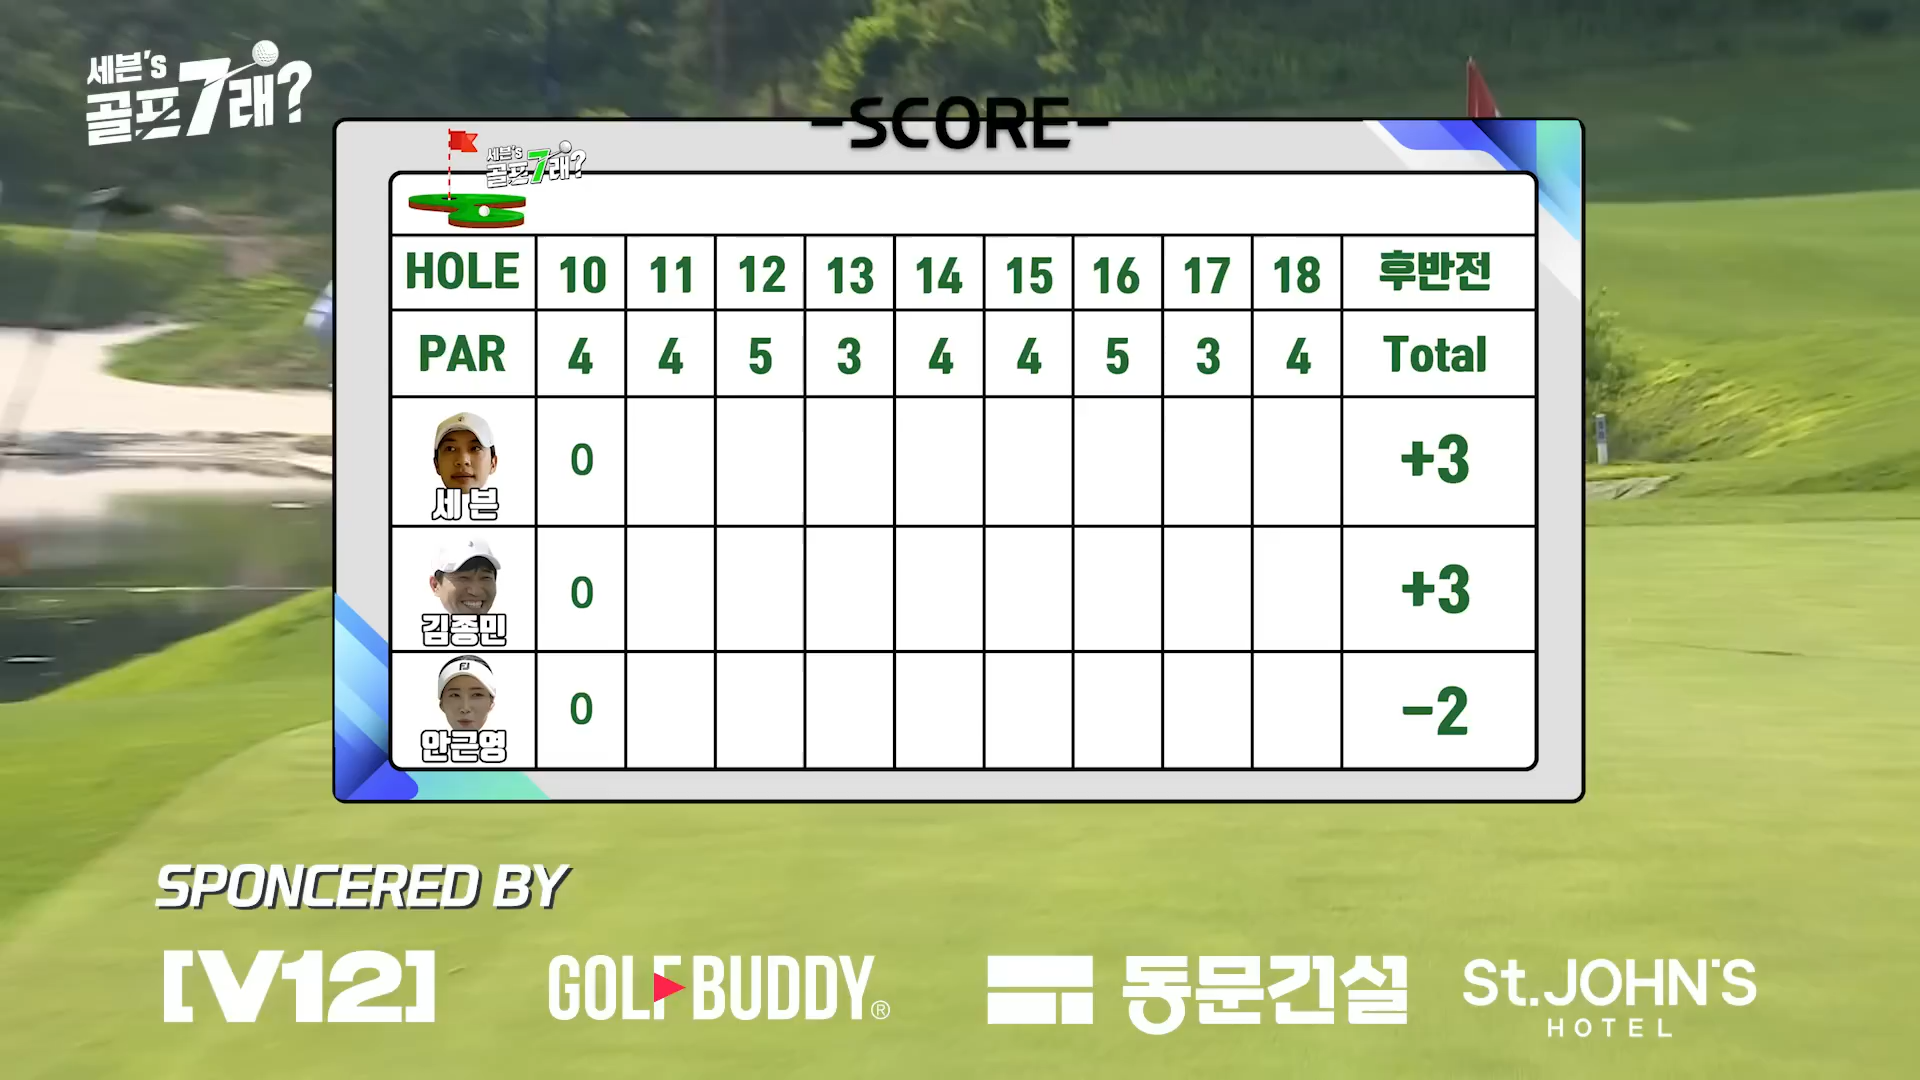 세븐's
골프7래?
-SCORE-
세븐's
골프7래?
HOLE 10 11 12 13 14 15 16 17 18 후반전
PAR 4 4 5 3 4 4 5 3 4 Total
세븐 0 +3
김종민 0 +3
안근영 0 -2
SPONCERED BY
[V12] GOLFBUDDY® 동문건설 St.JOHN'S
HOTEL